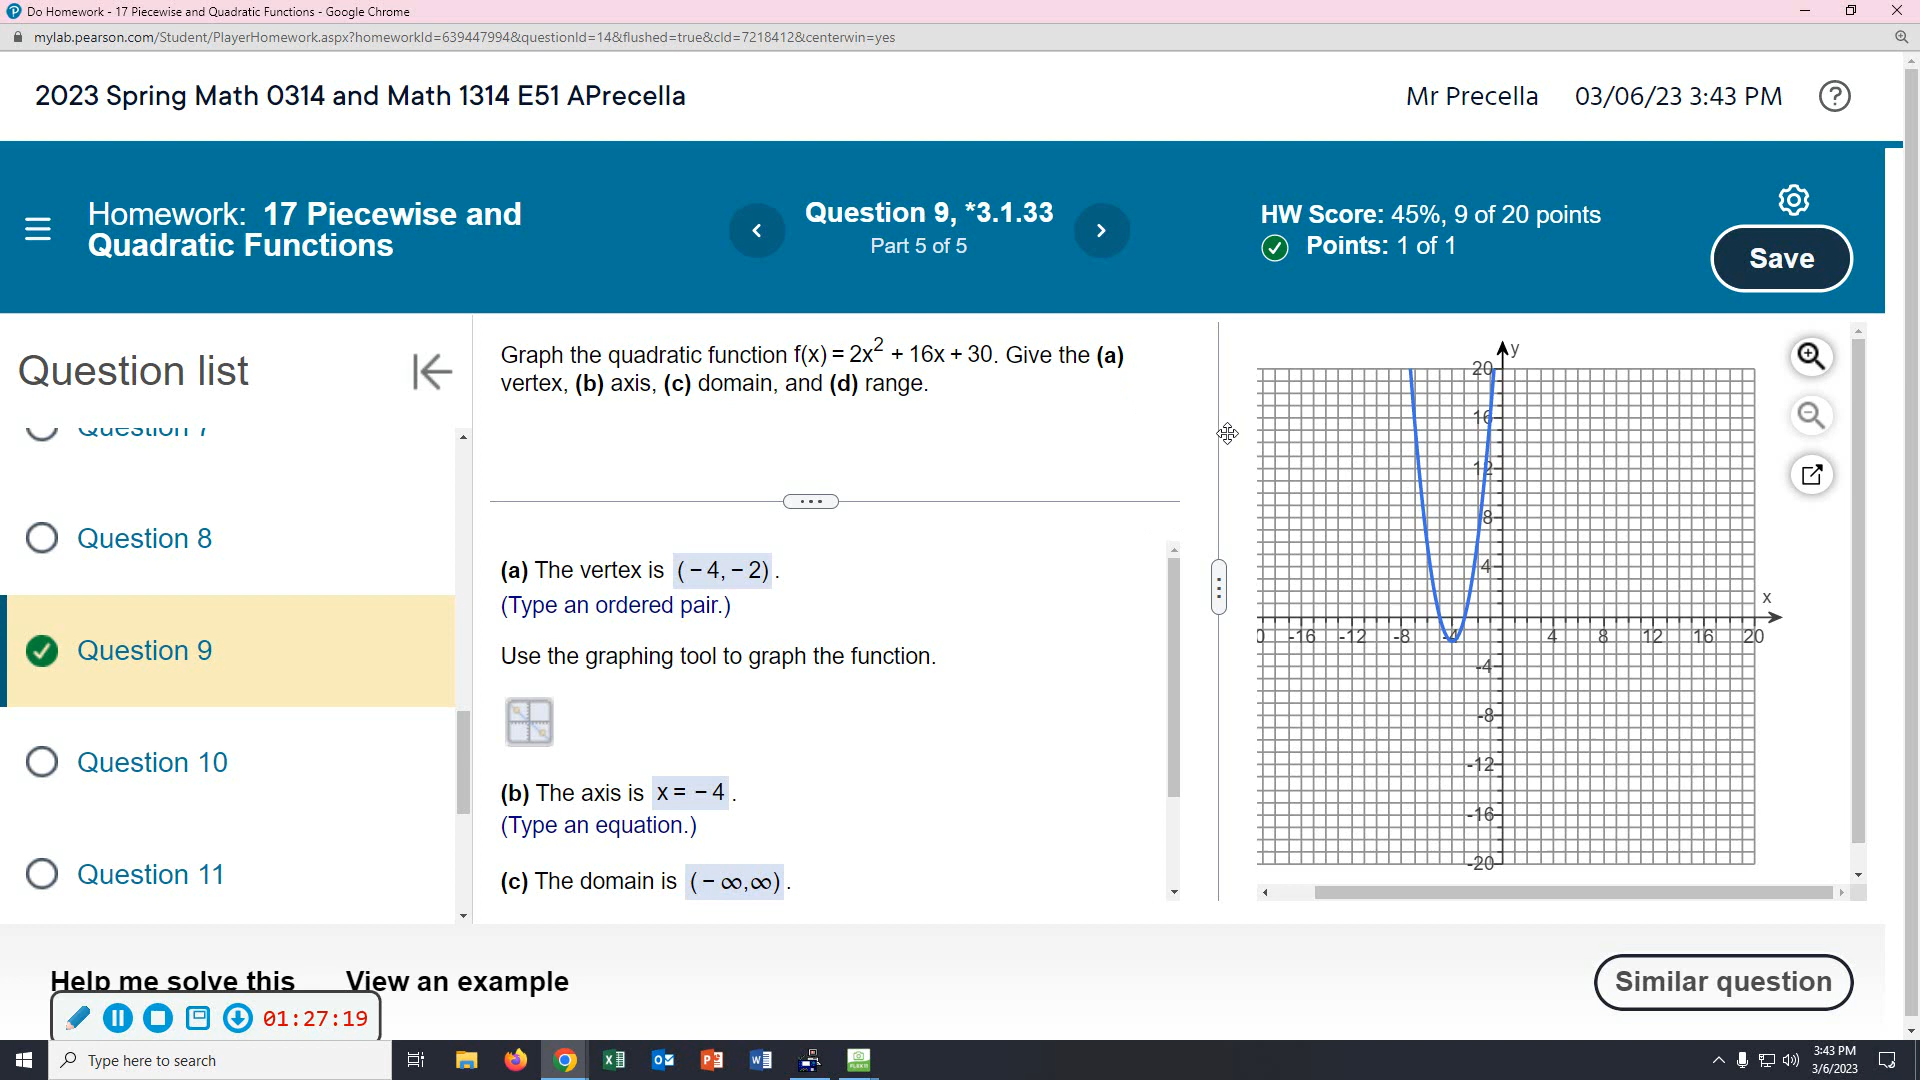 Do Homework - 17 Piecewise and Quadratic Functions - Google Chrome
mylab.pearson.com/Student/PlayerHomework.aspx?homeworkId=639447994&questionId=14&flushed=true&cId=7218412&centerwin=yes
2023 Spring Math 0314 and Math 1314 E51 APrecella
Mr Precella
03/06/23 3:43 PM
?
Homework: 17 Piecewise and
Quadratic Functions
Question 9, *3.1.33
Part 5 of 5
HW Score: 45%, 9 of 20 points
Points: 1 of 1
Save
Question list
Question 7
Question 8
Question 9
Question 10
Question 11
Graph the quadratic function f(x) = 2x² + 16x + 30. Give the (a)
vertex, (b) axis, (c) domain, and (d) range.
(a) The vertex is (−4, −2).
(Type an ordered pair.)
Use the graphing tool to graph the function.
(b) The axis is x = −4.
(Type an equation.)
(c) The domain is (−∞,∞).
y
20
16
12
8
4
x
0 -16 -12 -8 -4 4 8 12 16 20
-4
-8
-12
-16
-20
Help me solve this
View an example
Similar question
01:27:19
Type here to search
3:43 PM
3/6/2023